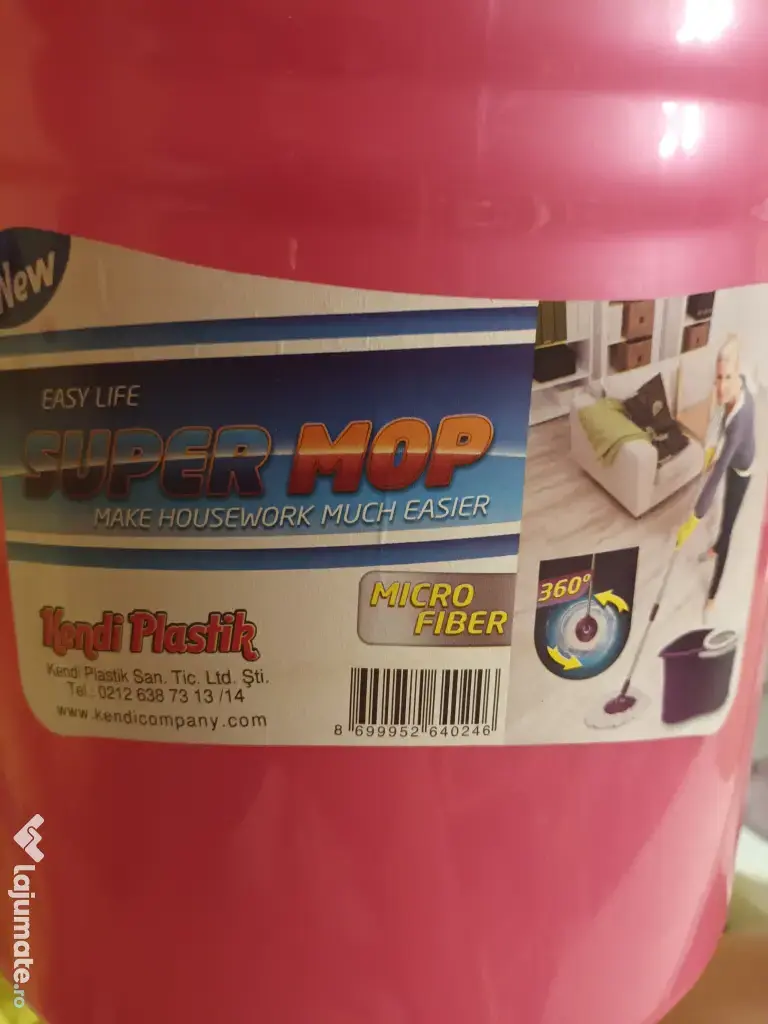 New
EASY LIFE
SUPER MOP
MAKE HOUSEWORK MUCH EASIER
MICRO
FIBER
360°
Kendi Plastik
Kendi Plastik San. Tic. Ltd. Şti.
Tel.: 0212 638 73 13 /14
www.kendicompany.com
8 699952 640246
lajumate.ro